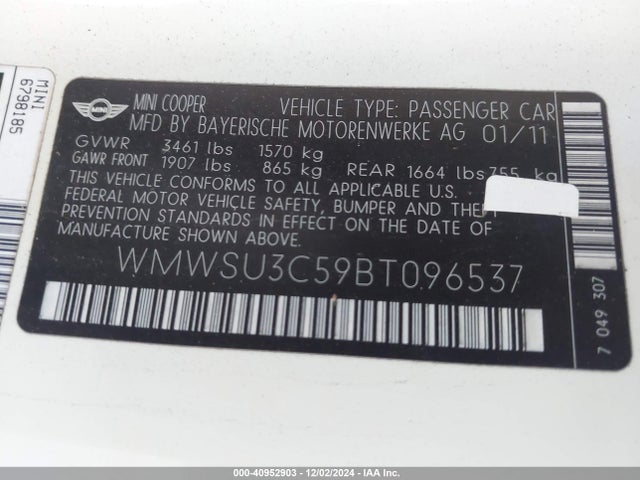 MINI
6798185
MINI
MINI COOPER
VEHICLE TYPE: PASSENGER CAR
MFD BY BAYERISCHE MOTORENWERKE AG 01/11
GVWR 3461 lbs 1570 kg
GAWR FRONT 1907 lbs 865 kg REAR 1664 lbs 755 kg
THIS VEHICLE CONFORMS TO ALL APPLICABLE U.S.
FEDERAL MOTOR VEHICLE SAFETY, BUMPER AND THEFT
PREVENTION STANDARDS IN EFFECT ON THE DATE OF
MANUFACTURE SHOWN ABOVE.
WMWSU3C59BT096537
7 049 307
000-40952903 - 12/02/2024 - IAA Inc.